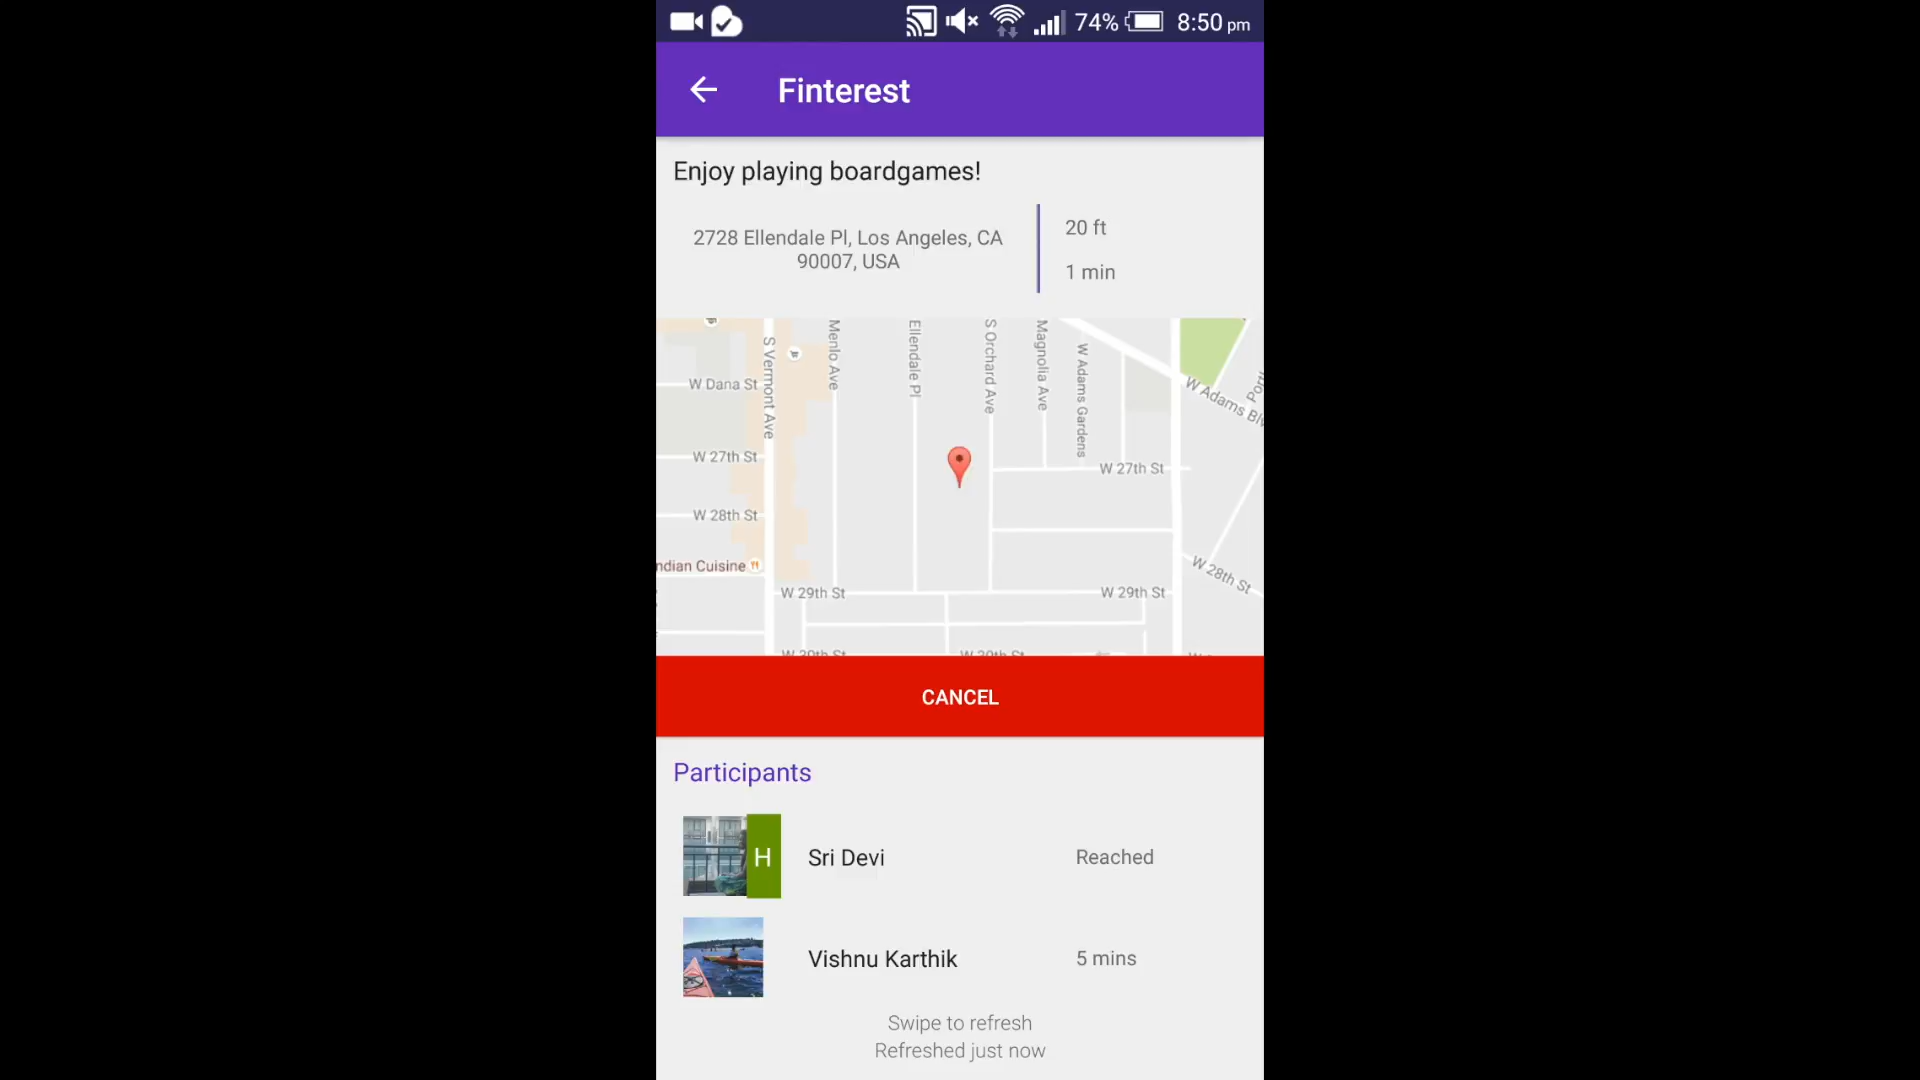 74% 8:50 pm
Finterest
Enjoy playing boardgames!
2728 Ellendale Pl, Los Angeles, CA
90007, USA
20 ft
1 min
S Vermont Ave
Menlo Ave
Ellendale Pl
S Orchard Ave
Magnolia Ave
W Adams Gardens
W Dana St
W Adams Blv
W 27th St
W 27th St
W 28th St
ndian Cuisine
W 28th St
W 29th St
W 29th St
CANCEL
Participants
H
Sri Devi
Reached
Vishnu Karthik
5 mins
Swipe to refresh
Refreshed just now